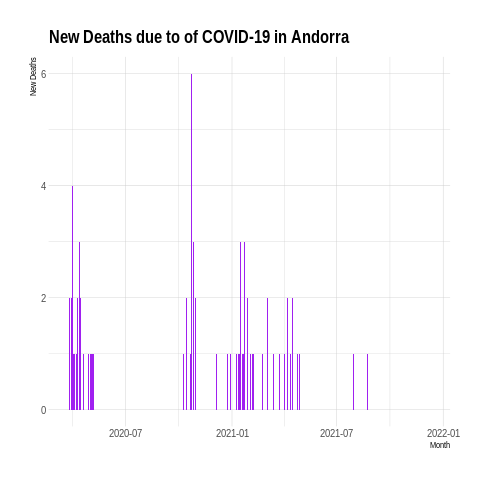 New Deaths due to of COVID-19 in Andorra
New Deaths
6
4
2
0
2020-07 2021-01 2021-07 2022-01
Month